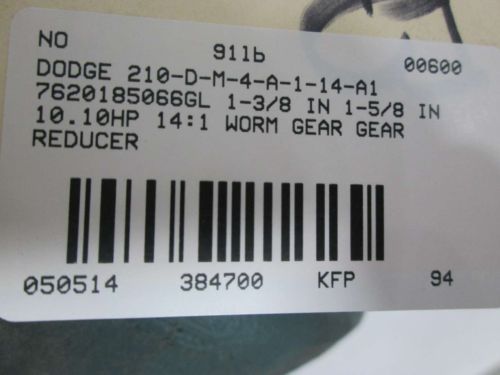 NO 911b 00600
DODGE 210-D-M-4-A-1-14-A1
7620185066GL 1-3/8 IN 1-5/8 IN
10.10HP 14:1 WORM GEAR GEAR
REDUCER
050514 384700 KFP 94